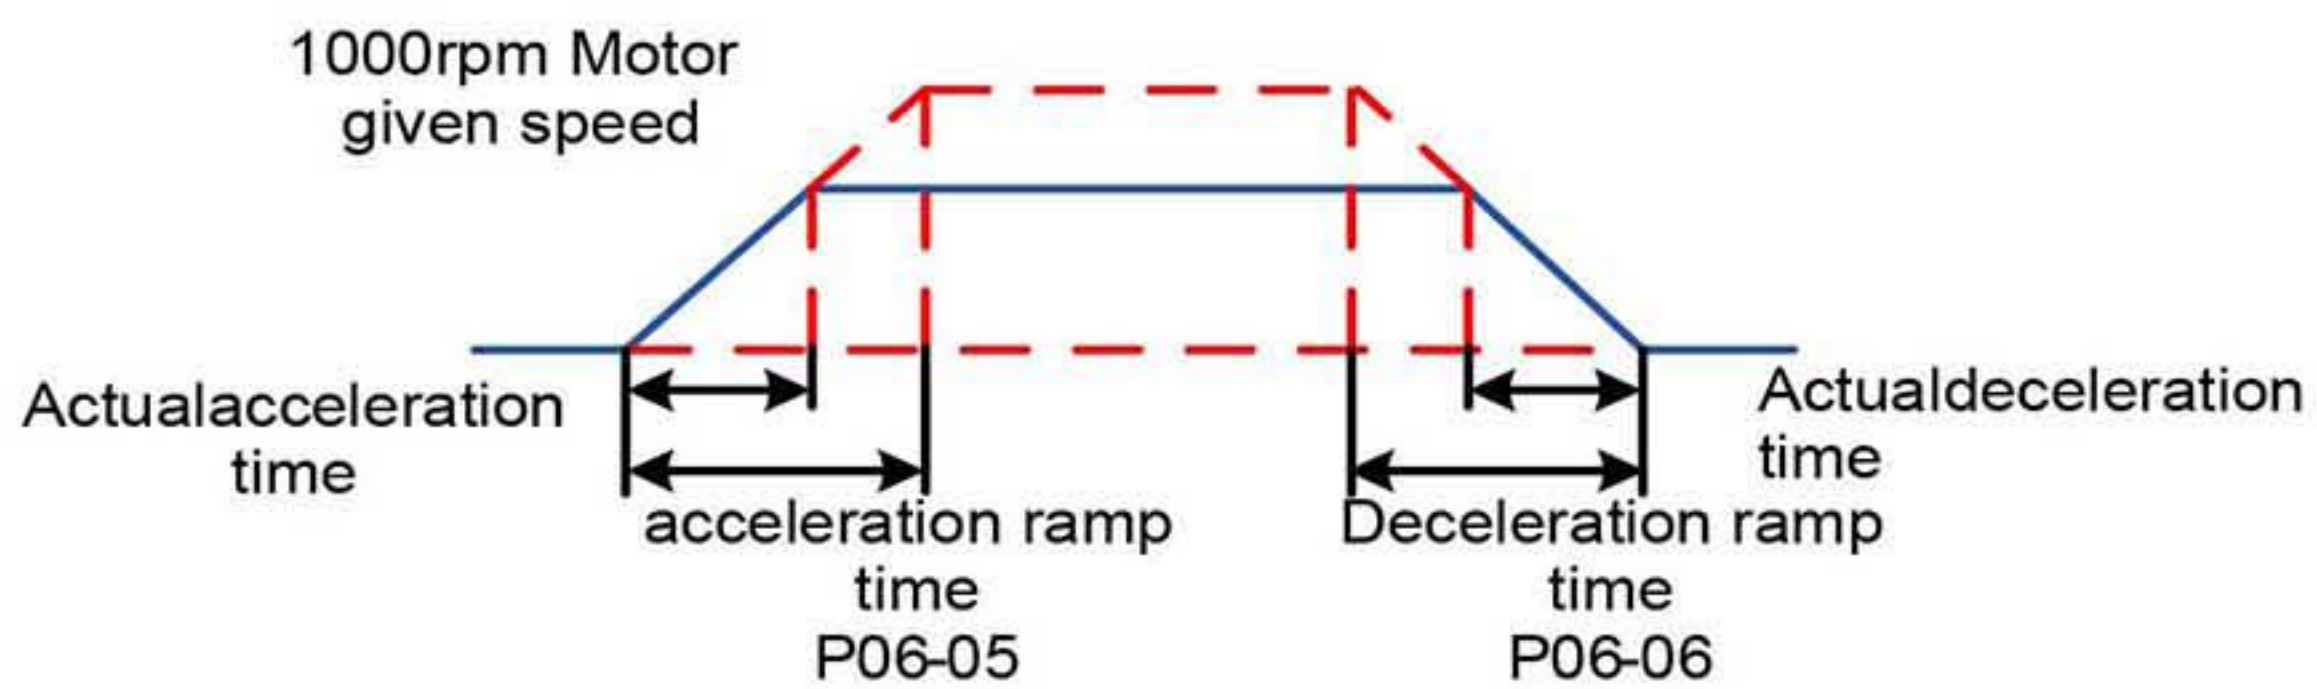 1000rpm Motor
given speed
Actualacceleration
time
acceleration ramp
time
P06-05
Deceleration ramp
time
P06-06
Actualdeceleration
time